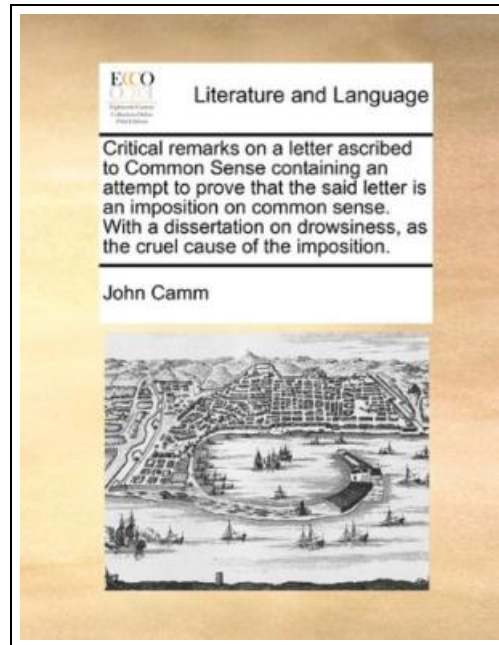 ECCO
Literature and Language
Critical remarks on a letter ascribed
to Common Sense containing an
attempt to prove that the said letter is
an imposition on common sense.
With a dissertation on drowsiness, as
the cruel cause of the imposition.
John Camm